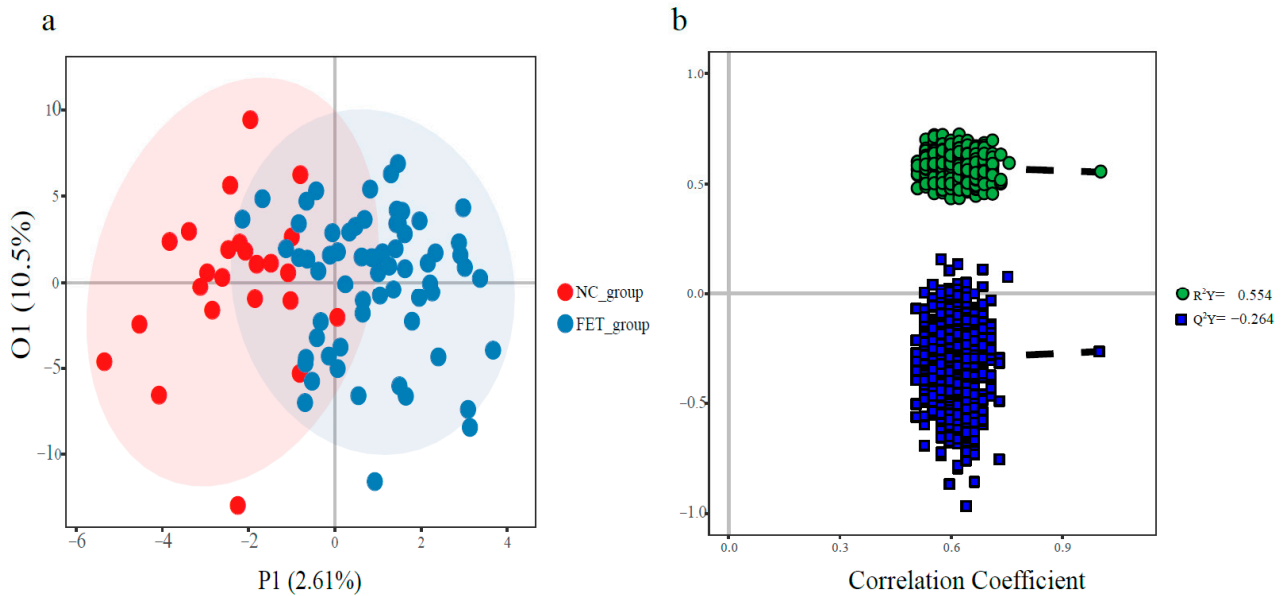 a
b
10
5
0
−5
−10
−6
−4
−2
0
2
4
O1 (10.5%)
P1 (2.61%)
NC_group
FET_group
1.0
0.5
0.0
−0.5
−1.0
0.0
0.3
0.6
0.9
Correlation Coefficient
R²Y= 0.554
Q²Y= −0.264